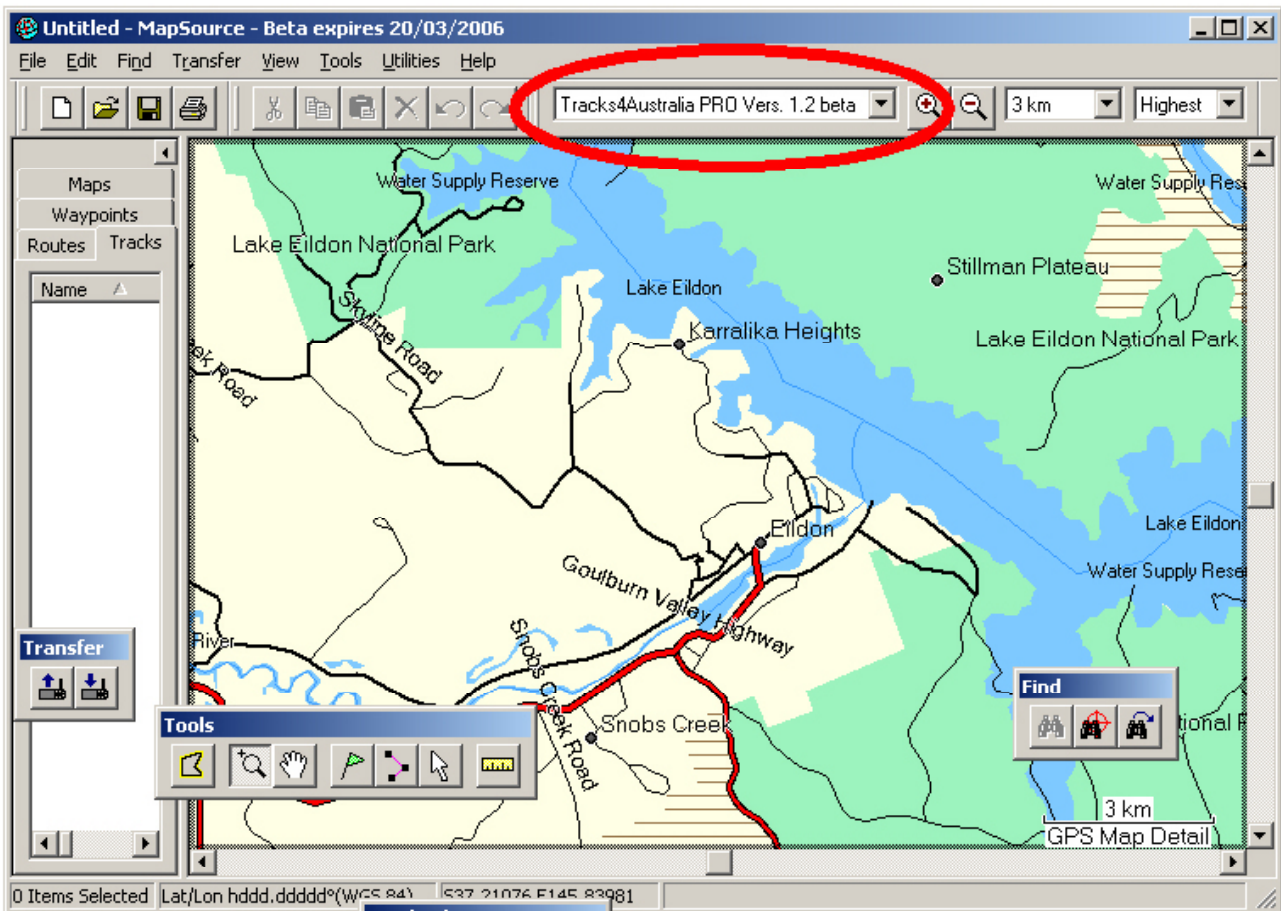 Untitled - MapSource - Beta expires 20/03/2006
File Edit Find Transfer View Tools Utilities Help
Tracks4Australia PRO Vers. 1.2 beta
3 km
Highest
Maps
Waypoints
Routes
Tracks
Name
Water Supply Reserve
Water Supply Res
Lake Eildon National Park
Stillman Plateau
Lake Eildon
Skyline Road
Karralika Heights
Lake Eildon National Park
ek Road
Eildon
Lake Eildon
Goulburn Valley Highway
Water Supply Rese
River
Snobs Creek Road
Snobs Creek
tional P
Transfer
Tools
Find
3 km
GPS Map Detail
0 Items Selected
Lat/Lon hddd.ddddd°(WGS 84)
S37.21076 E145.83981